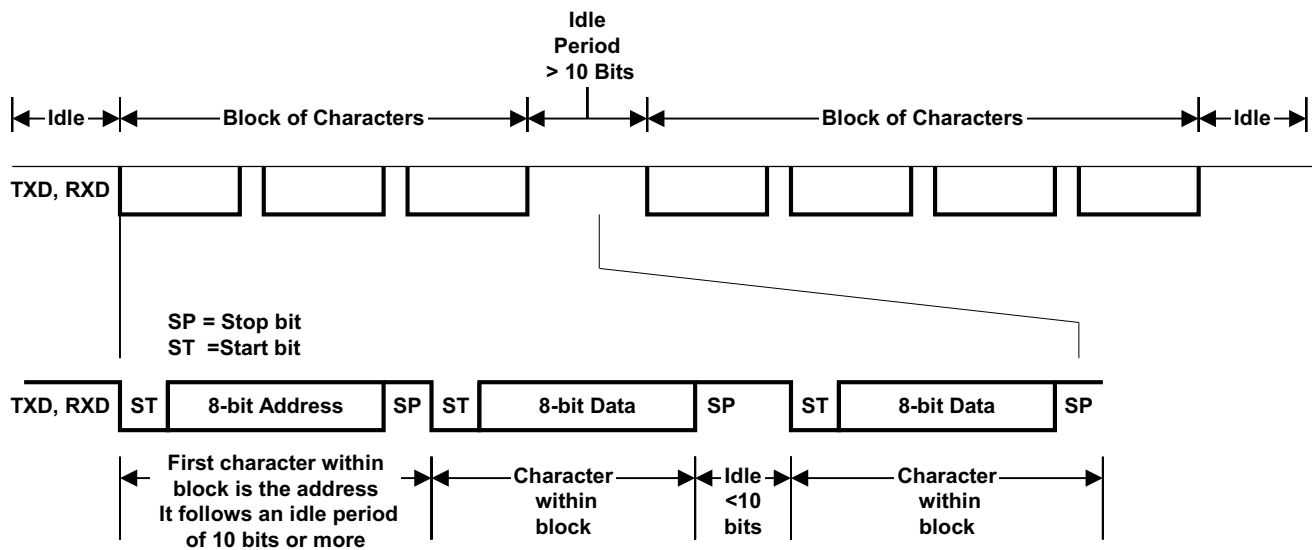 Idle
Period
> 10 Bits
Idle
Block of Characters
Block of Characters
Idle
TXD, RXD
SP = Stop bit
ST =Start bit
TXD, RXD
ST
8-bit Address
SP
ST
8-bit Data
SP
ST
8-bit Data
SP
First character within
block is the address
It follows an idle period
of 10 bits or more
Character
within
block
Idle
<10
bits
Character
within
block